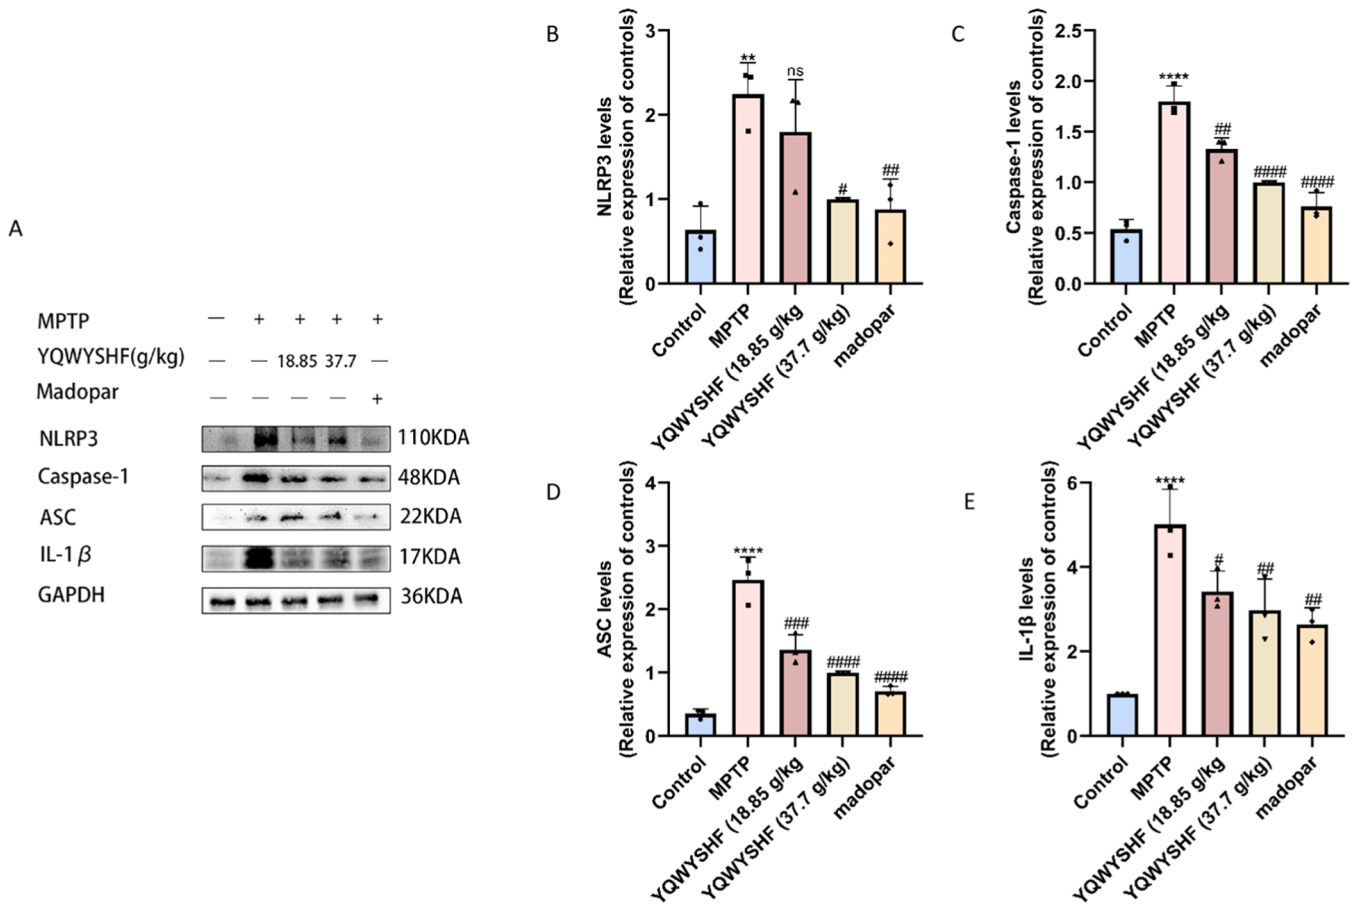 A
MPTP — + + + +
YQWYSHF(g/kg) — — 18.85 37.7 —
Madopar — — — — +
NLRP3 110KDA
Caspase-1 48KDA
ASC 22KDA
IL-1β 17KDA
GAPDH 36KDA
B
NLRP3 levels
(Relative expression of controls)
3
2
1
0
**
ns
#
##
Control
MPTP
YQWYSHF (18.85 g/kg
YQWYSHF (37.7 g/kg)
madopar
C
Caspase-1 levels
(Relative expression of controls)
2.5
2.0
1.5
1.0
0.5
0.0
****
##
####
####
Control
MPTP
YQWYSHF (18.85 g/kg
YQWYSHF (37.7 g/kg)
madopar
D
ASC levels
(Relative expression of controls)
4
3
2
1
0
****
###
####
####
Control
MPTP
YQWYSHF (18.85 g/kg
YQWYSHF (37.7 g/kg)
madopar
E
IL-1β levels
(Relative expression of controls)
6
4
2
0
****
#
##
##
Control
MPTP
YQWYSHF (18.85 g/kg
YQWYSHF (37.7 g/kg)
madopar